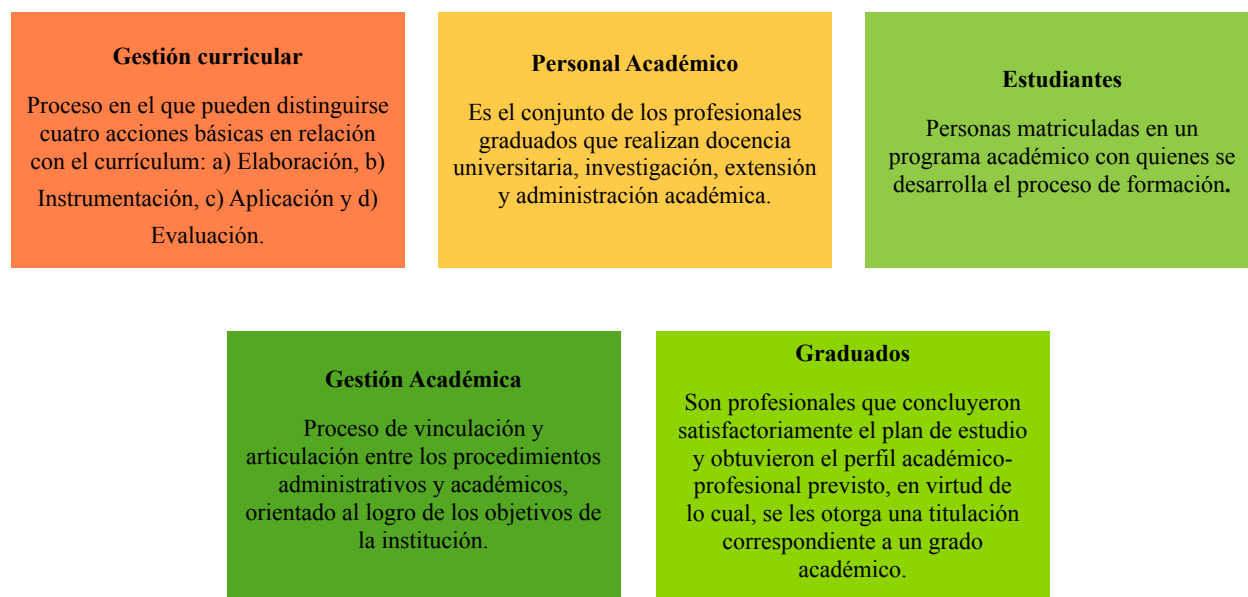 Gestión curricular
Proceso en el que pueden distinguirse
cuatro acciones básicas en relación
con el currículum: a) Elaboración, b)
Instrumentación, c) Aplicación y d)
Evaluación.
Personal Académico
Es el conjunto de los profesionales
graduados que realizan docencia
universitaria, investigación, extensión
y administración académica.
Estudiantes
Personas matriculadas en un
programa académico con quienes se
desarrolla el proceso de formación.
Gestión Académica
Proceso de vinculación y
articulación entre los procedimientos
administrativos y académicos,
orientado al logro de los objetivos de
la institución.
Graduados
Son profesionales que concluyeron
satisfactoriamente el plan de estudio
y obtuvieron el perfil académico-
profesional previsto, en virtud de
lo cual, se les otorga una titulación
correspondiente a un grado
académico.